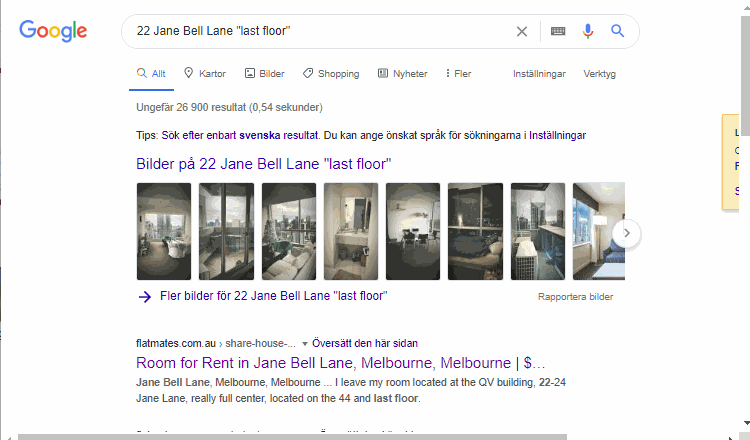 Google
22 Jane Bell Lane "last floor"
Allt Kartor Bilder Shopping Nyheter Fler Inställningar Verktyg
Ungefär 26 900 resultat (0,54 sekunder)
Tips: Sök efter enbart svenska resultat. Du kan ange önskat språk för sökningarna i Inställningar
Bilder på 22 Jane Bell Lane "last floor"
Fler bilder för 22 Jane Bell Lane "last floor"
Rapportera bilder
flatmates.com.au › share-house-... Översätt den här sidan
Room for Rent in Jane Bell Lane, Melbourne, Melbourne | $…
Jane Bell Lane, Melbourne, Melbourne ... I leave my room located at the QV building, 22-24
Jane Lane, really full center, located on the 44 and last floor.